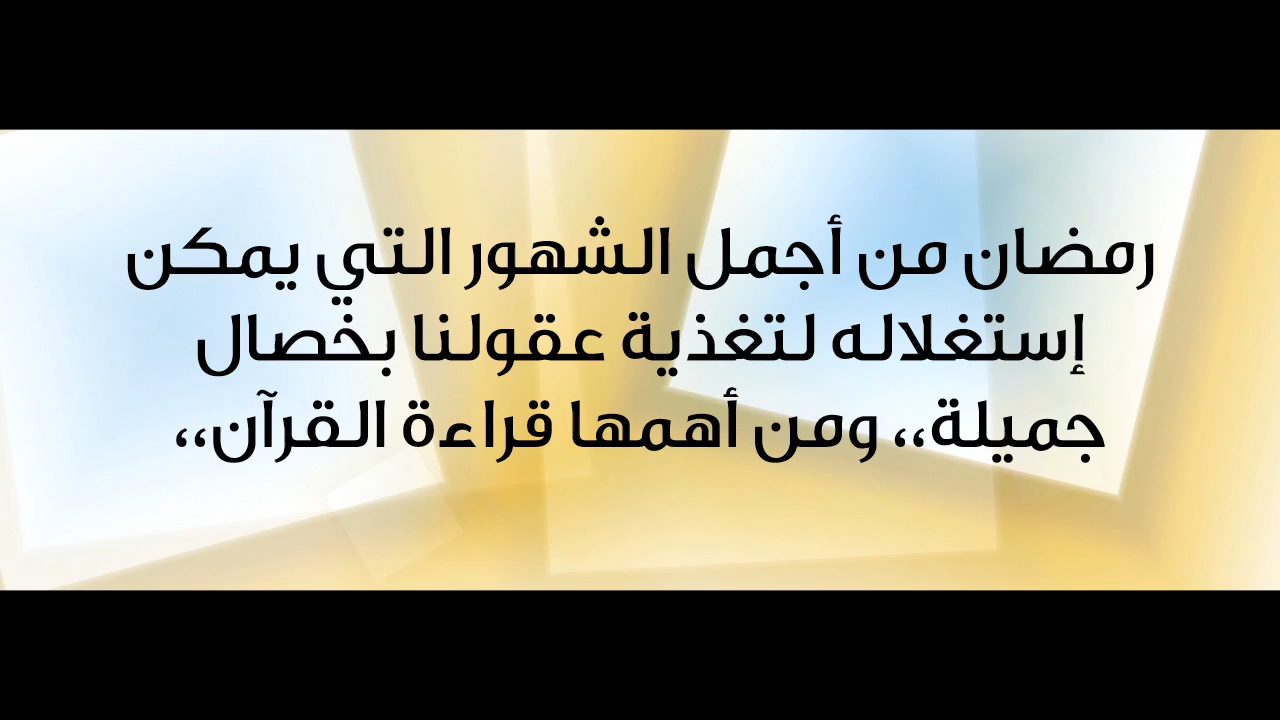 رمضان من أجمل الشهور التي يمكن
إستغلاله لتغذية عقولنا بخصال
جميلة،، ومن أهمها قراءة القرآن،،